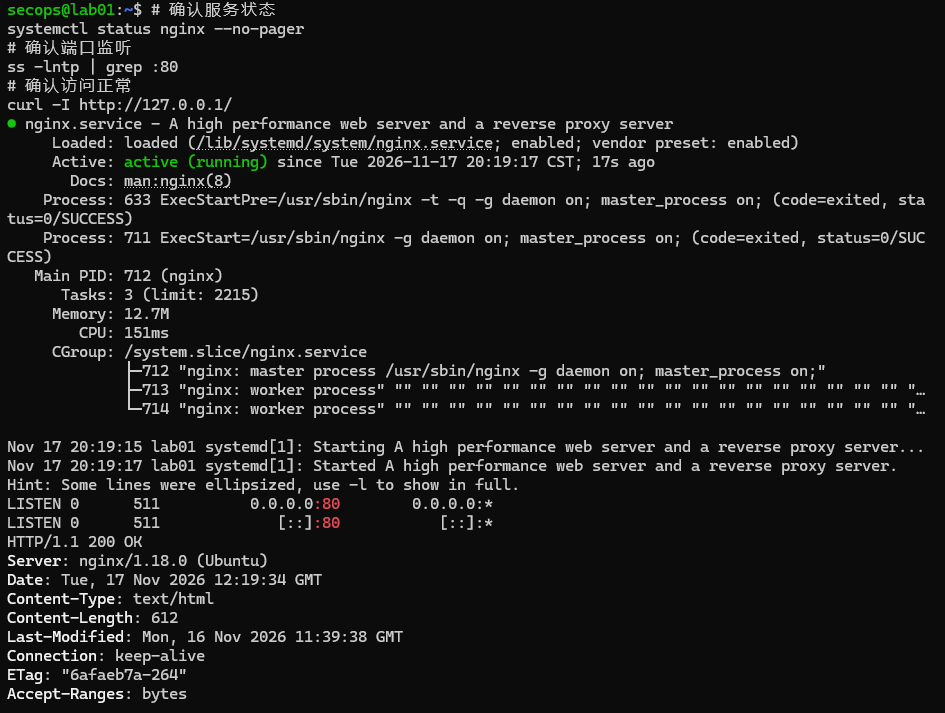 secops@lab01:~$ # 确认服务状态
systemctl status nginx --no-pager
# 确认端口监听
ss -lntp | grep :80
# 确认访问正常
curl -I http://127.0.0.1/
● nginx.service - A high performance web server and a reverse proxy server
     Loaded: loaded (/lib/systemd/system/nginx.service; enabled; vendor preset: enabled)
     Active: active (running) since Tue 2026-11-17 20:19:17 CST; 17s ago
       Docs: man:nginx(8)
    Process: 633 ExecStartPre=/usr/sbin/nginx -t -q -g daemon on; master_process on; (code=exited, sta
tus=0/SUCCESS)
    Process: 711 ExecStart=/usr/sbin/nginx -g daemon on; master_process on; (code=exited, status=0/SUC
CESS)
   Main PID: 712 (nginx)
      Tasks: 3 (limit: 2215)
     Memory: 12.7M
        CPU: 151ms
     CGroup: /system.slice/nginx.service
             ├─712 "nginx: master process /usr/sbin/nginx -g daemon on; master_process on;"
             ├─713 "nginx: worker process" "" "" "" "" "" "" "" "" "" "" "" "" "" "" "" "" "" "" "" "…
             └─714 "nginx: worker process" "" "" "" "" "" "" "" "" "" "" "" "" "" "" "" "" "" "" "" "…

Nov 17 20:19:15 lab01 systemd[1]: Starting A high performance web server and a reverse proxy server...
Nov 17 20:19:17 lab01 systemd[1]: Started A high performance web server and a reverse proxy server.
Hint: Some lines were ellipsized, use -l to show in full.
LISTEN 0      511          0.0.0.0:80        0.0.0.0:*
LISTEN 0      511             [::]:80           [::]:*
HTTP/1.1 200 OK
Server: nginx/1.18.0 (Ubuntu)
Date: Tue, 17 Nov 2026 12:19:34 GMT
Content-Type: text/html
Content-Length: 612
Last-Modified: Mon, 16 Nov 2026 11:39:38 GMT
Connection: keep-alive
ETag: "6afaeb7a-264"
Accept-Ranges: bytes